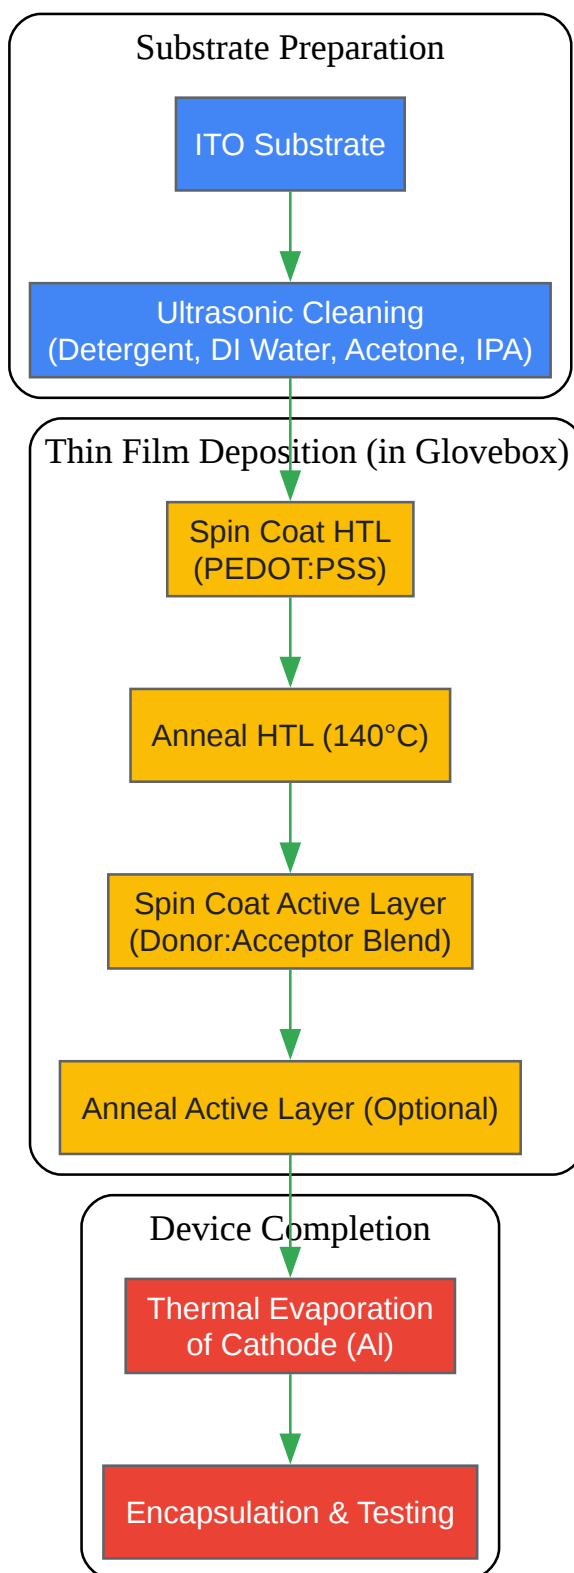 Substrate Preparation
ITO Substrate
Ultrasonic Cleaning
(Detergent, DI Water, Acetone, IPA)
Thin Film Deposition (in Glovebox)
Spin Coat HTL
(PEDOT:PSS)
Anneal HTL (140°C)
Spin Coat Active Layer
(Donor:Acceptor Blend)
Anneal Active Layer (Optional)
Device Completion
Thermal Evaporation
of Cathode (Al)
Encapsulation & Testing